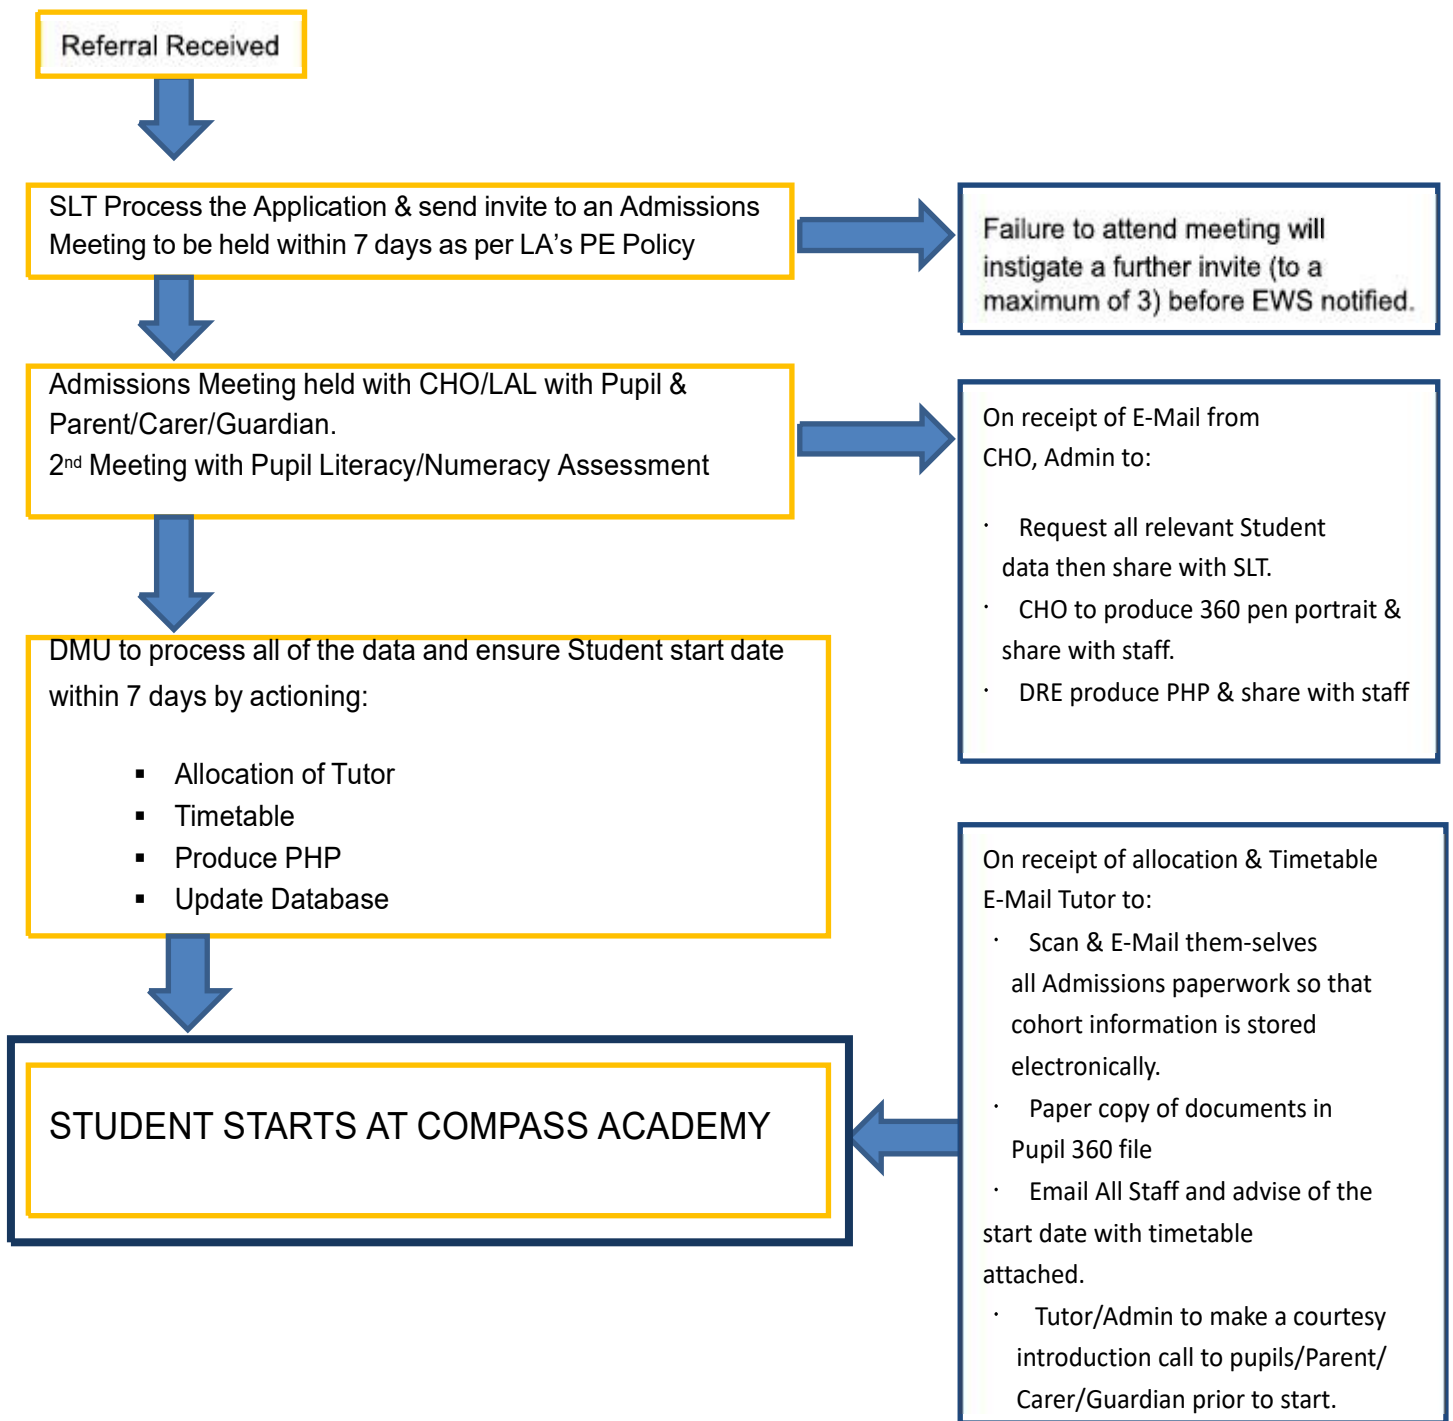 Referral Received
SLT Process the Application & send invite to an Admissions
Meeting to be held within 7 days as per LA's PE Policy
Failure to attend meeting will
instigate a further invite (to a
maximum of 3) before EWS notified.
Admissions Meeting held with CHO/LAL with Pupil &
Parent/Carer/Guardian.
2nd Meeting with Pupil Literacy/Numeracy Assessment
On receipt of E-Mail from
CHO, Admin to:
· Request all relevant Student
data then share with SLT.
· CHO to produce 360 pen portrait &
share with staff.
· DRE produce PHP & share with staff
DMU to process all of the data and ensure Student start date
within 7 days by actioning:
▪ Allocation of Tutor
▪ Timetable
▪ Produce PHP
▪ Update Database
On receipt of allocation & Timetable
E-Mail Tutor to:
· Scan & E-Mail them-selves
all Admissions paperwork so that
cohort information is stored
electronically.
· Paper copy of documents in
Pupil 360 file
· Email All Staff and advise of the
start date with timetable
attached.
· Tutor/Admin to make a courtesy
introduction call to pupils/Parent/
Carer/Guardian prior to start.
STUDENT STARTS AT COMPASS ACADEMY